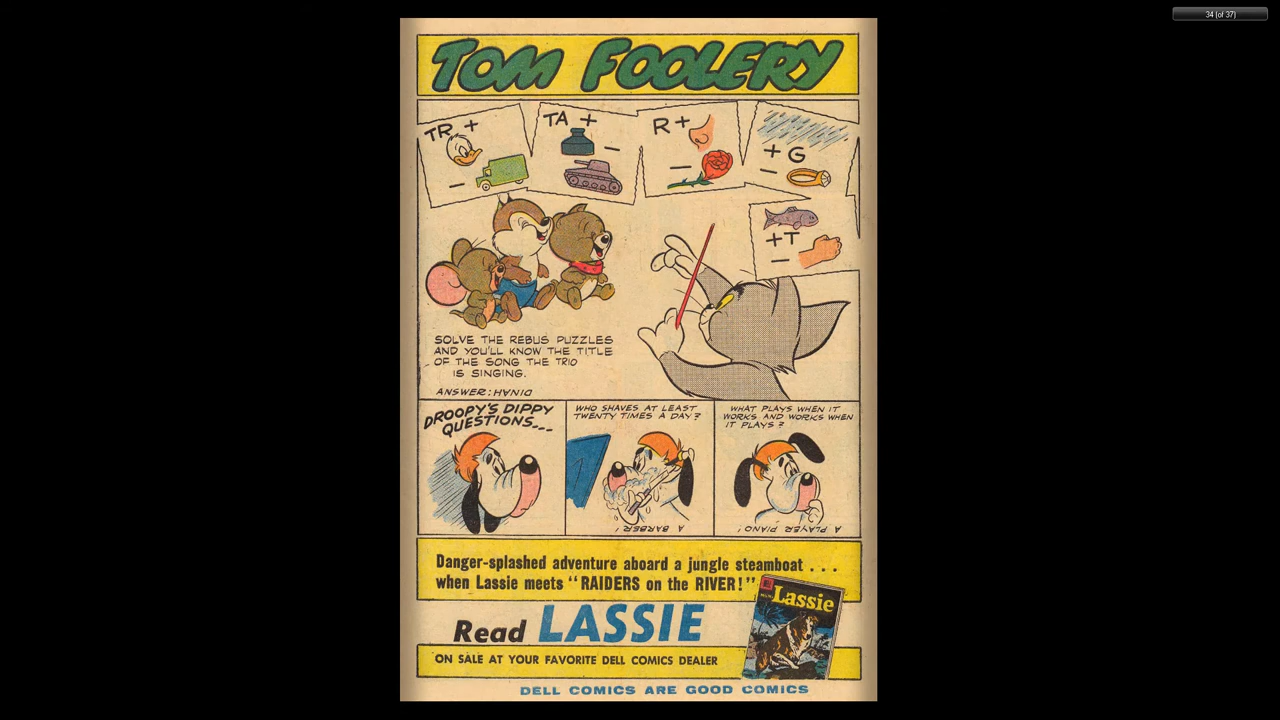 34 (of 37)
TOM FOOLERY
TR +
-
TA +
-
R +
-
+ G
-
+ T
-
SOLVE THE REBUS PUZZLES
AND YOU'LL KNOW THE TITLE
OF THE SONG THE TRIO
IS SINGING.
ANSWER: DINAH
DROOPY'S DIPPY
QUESTIONS...
WHO SHAVES AT LEAST
TWENTY TIMES A DAY?
A BARBER!
WHAT PLAYS WHEN IT
WORKS AND WORKS WHEN
IT PLAYS?
A PLAYER PIANO!
Danger-splashed adventure aboard a jungle steamboat . . .
when Lassie meets "RAIDERS on the RIVER!"
Lassie
Read LASSIE
ON SALE AT YOUR FAVORITE DELL COMICS DEALER
DELL COMICS ARE GOOD COMICS